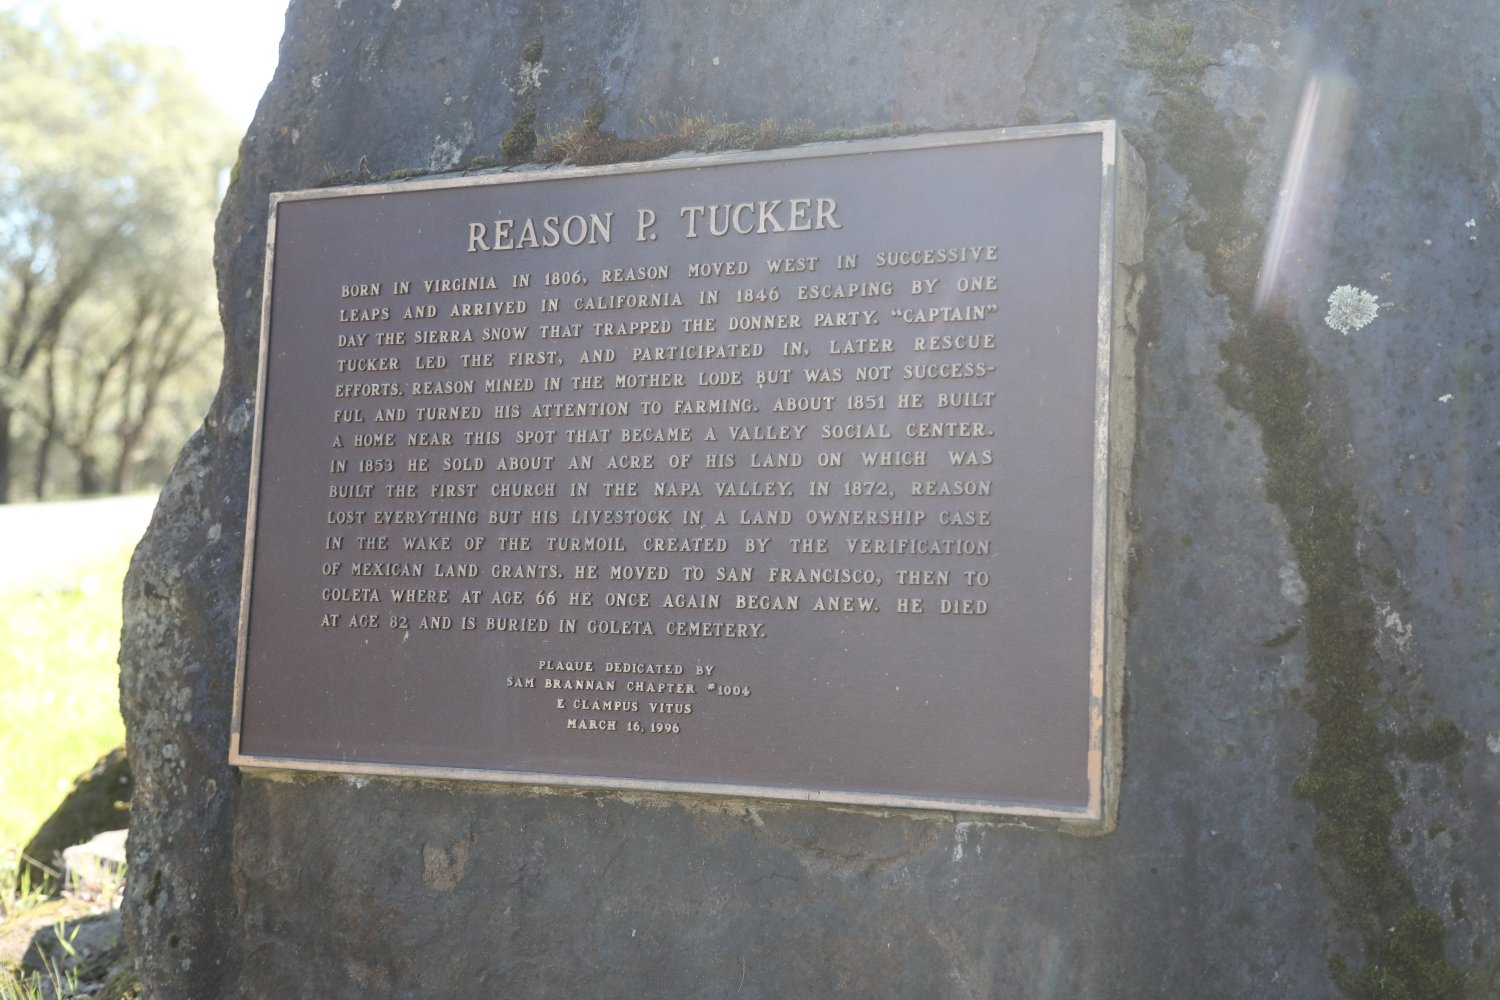 REASON P. TUCKER
BORN IN VIRGINIA IN 1806, REASON MOVED WEST IN SUCCESSIVE
LEAPS AND ARRIVED IN CALIFORNIA IN 1846 ESCAPING BY ONE
DAY THE SIERRA SNOW THAT TRAPPED THE DONNER PARTY. “CAPTAIN”
TUCKER LED THE FIRST, AND PARTICIPATED IN, LATER RESCUE
EFFORTS. REASON MINED IN THE MOTHER LODE BUT WAS NOT SUCCESS-
FUL AND TURNED HIS ATTENTION TO FARMING. ABOUT 1851 HE BUILT
A HOME NEAR THIS SPOT THAT BECAME A VALLEY SOCIAL CENTER.
IN 1853 HE SOLD ABOUT AN ACRE OF HIS LAND ON WHICH WAS
BUILT THE FIRST CHURCH IN THE NAPA VALLEY. IN 1872, REASON
LOST EVERYTHING BUT HIS LIVESTOCK IN A LAND OWNERSHIP CASE
IN THE WAKE OF THE TURMOIL CREATED BY THE VERIFICATION
OF MEXICAN LAND GRANTS. HE MOVED TO SAN FRANCISCO, THEN TO
GOLETA WHERE AT AGE 66 HE ONCE AGAIN BEGAN ANEW. HE DIED
AT AGE 82 AND IS BURIED IN GOLETA CEMETERY.
PLAQUE DEDICATED BY
SAM BRANNAN CHAPTER #1004
E CLAMPUS VITUS
MARCH 16, 1996